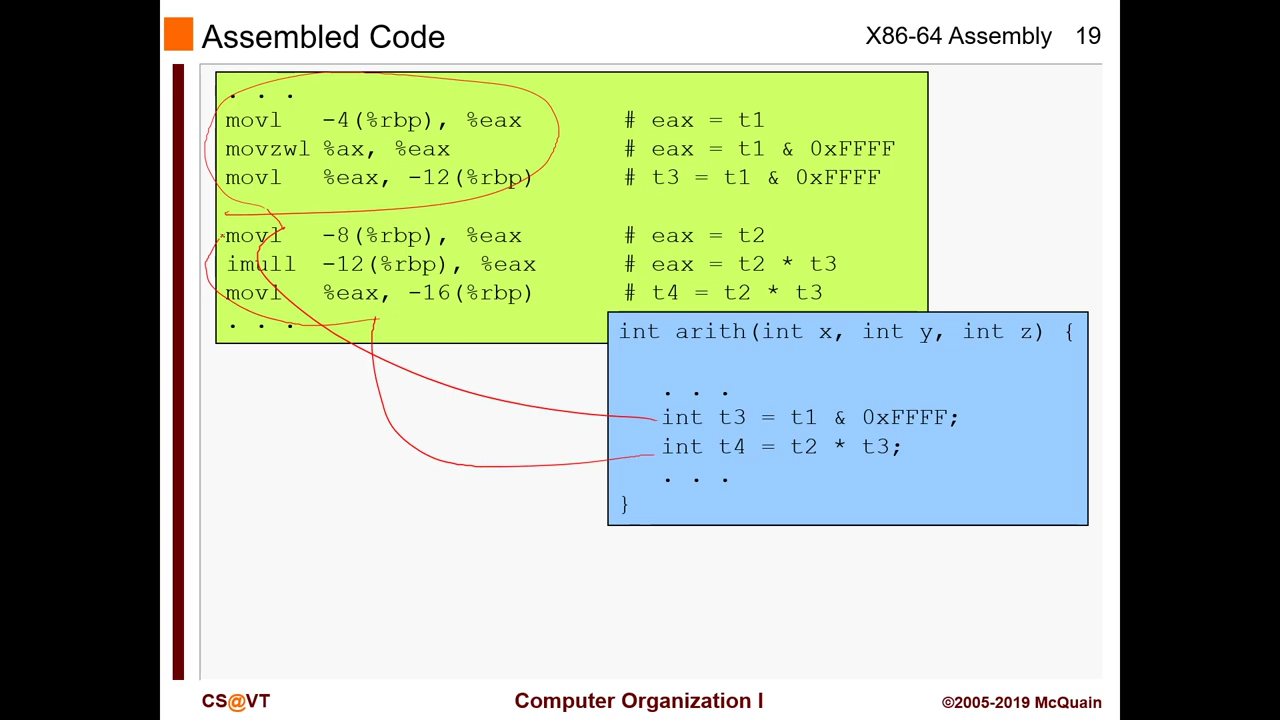 Assembled Code
X86-64 Assembly 19
. . .
movl -4(%rbp), %eax # eax = t1
movzwl %ax, %eax # eax = t1 & 0xFFFF
movl %eax, -12(%rbp) # t3 = t1 & 0xFFFF
movl -8(%rbp), %eax # eax = t2
imull -12(%rbp), %eax # eax = t2 * t3
movl %eax, -16(%rbp) # t4 = t2 * t3
. . .
int arith(int x, int y, int z) {
. . .
int t3 = t1 & 0xFFFF;
int t4 = t2 * t3;
. . .
}
CS@VT
Computer Organization I
©2005-2019 McQuain